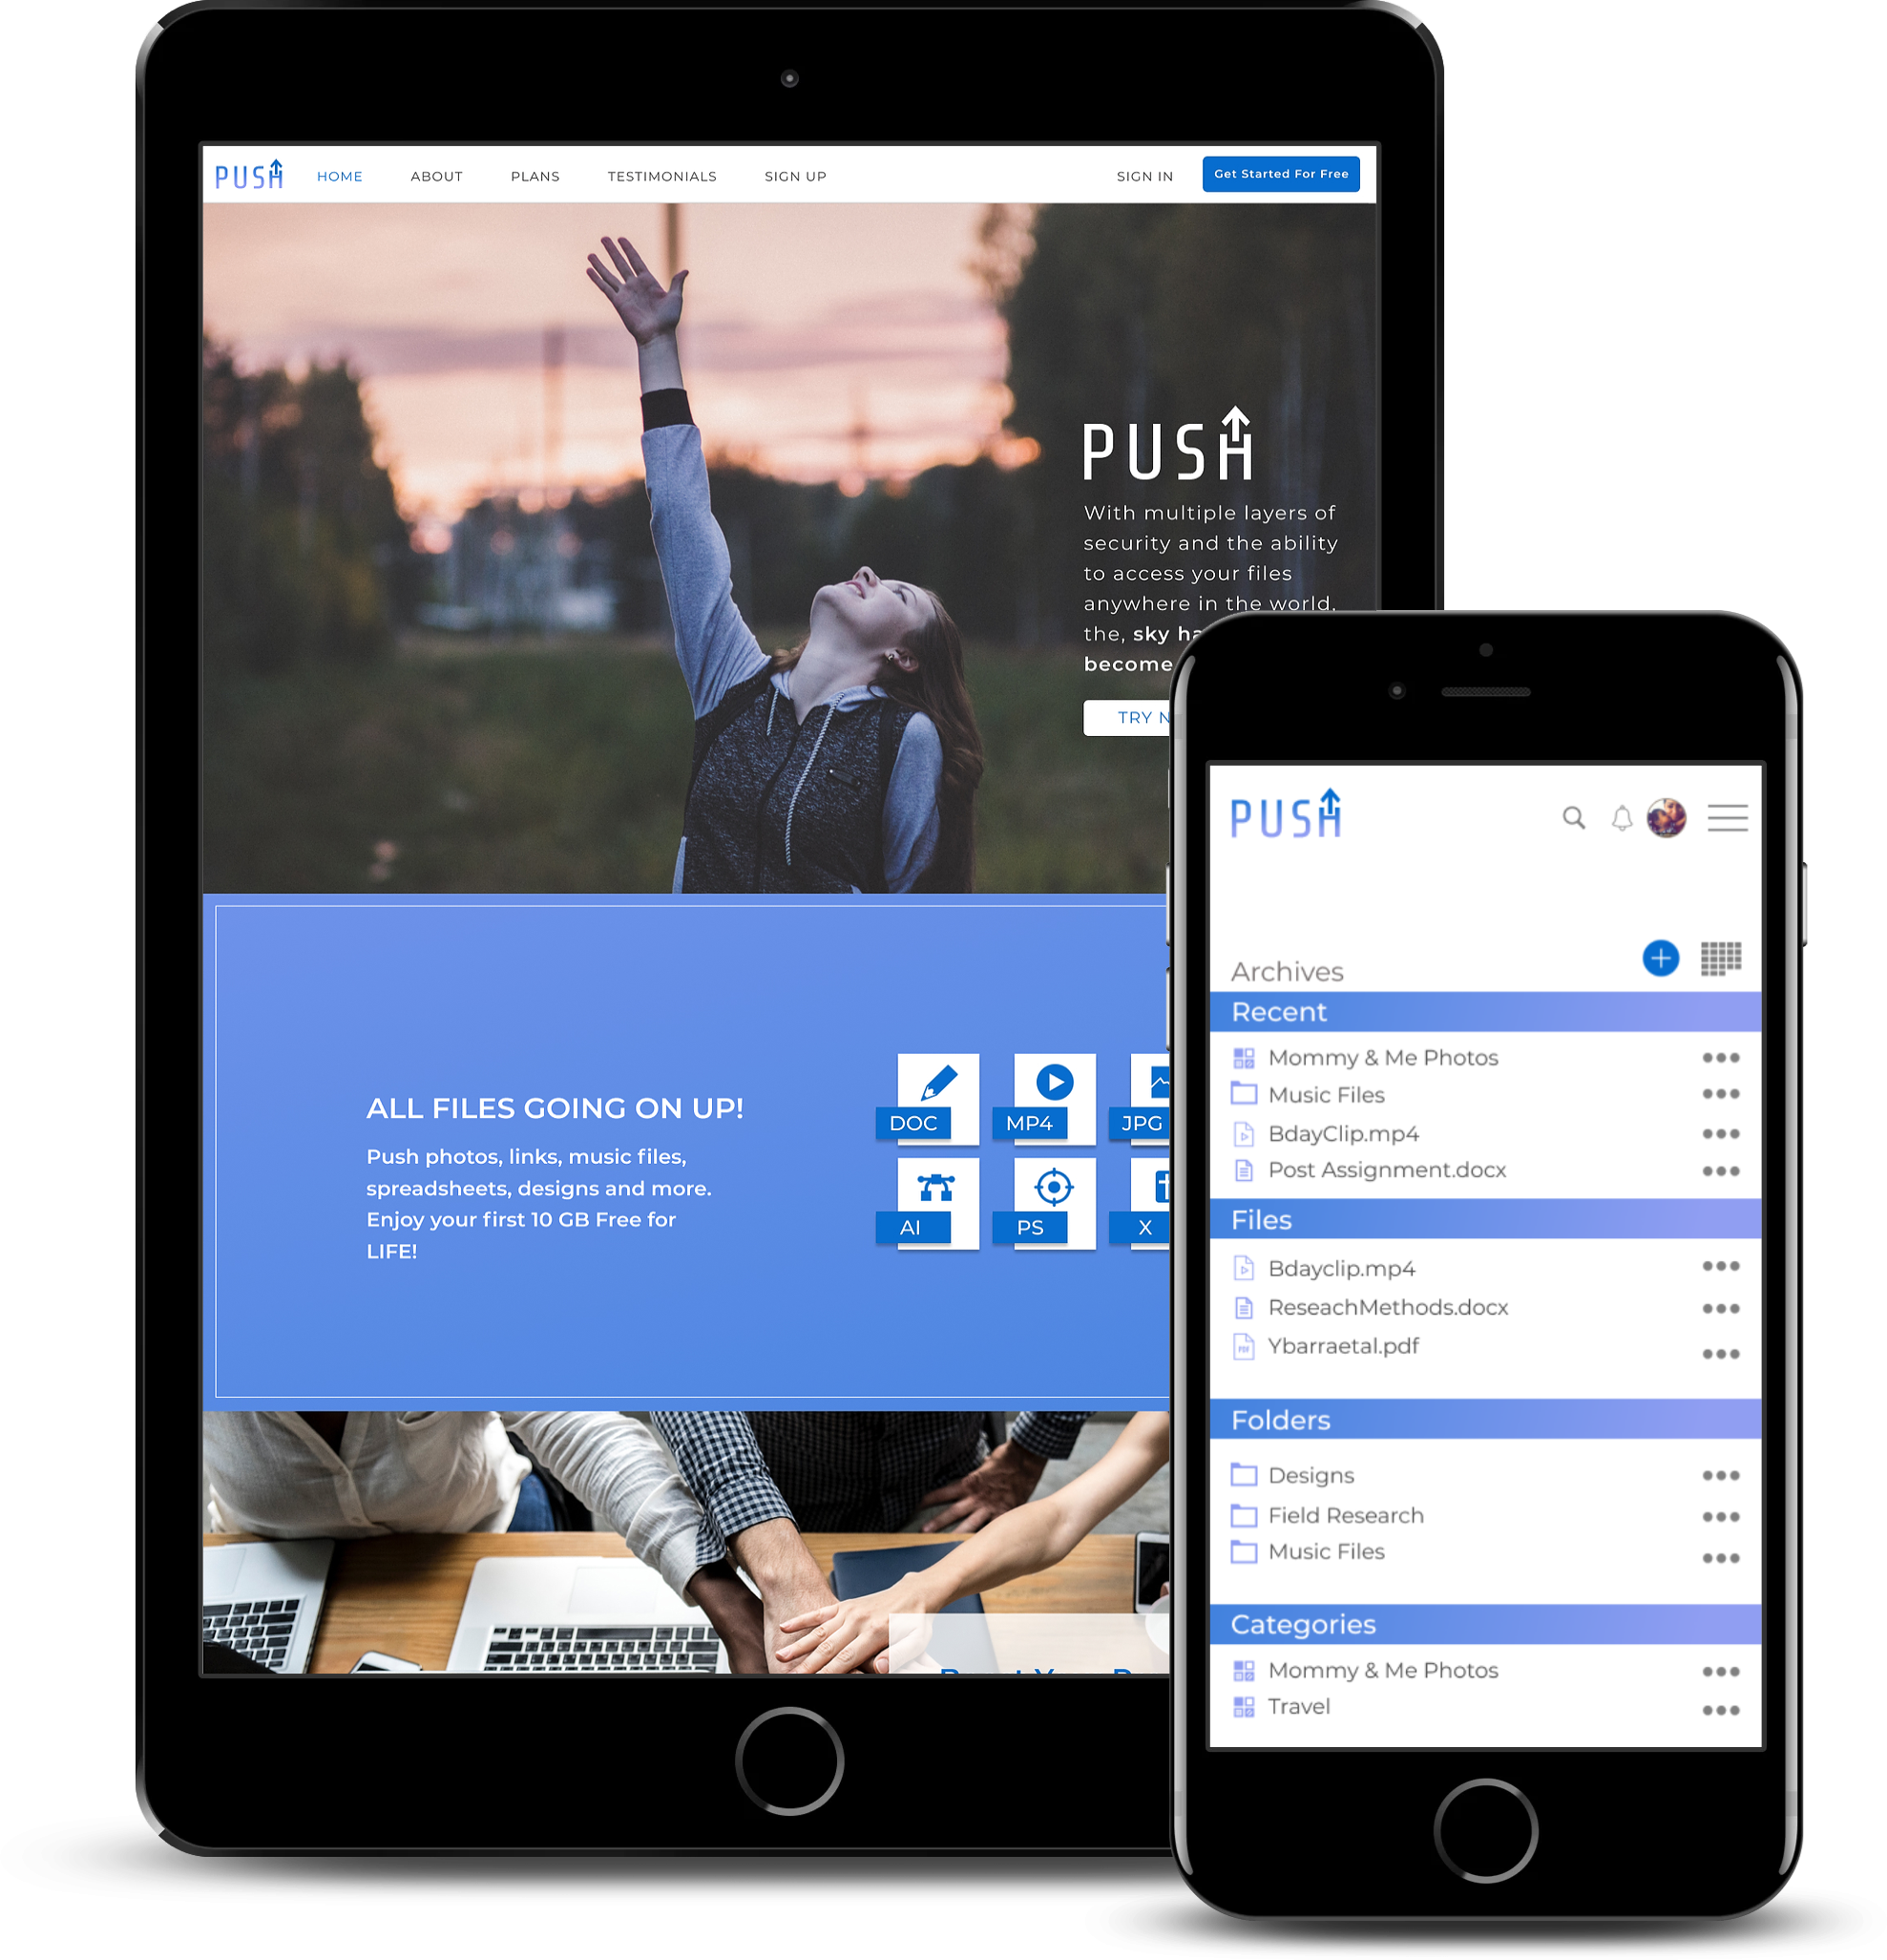 PUSH
HOME
ABOUT
PLANS
TESTIMONIALS
SIGN UP
SIGN IN
Get Started For Free
PUSH
With multiple layers of
security and the ability
to access your files
anywhere in the world,
the, sky
become
TRY
ALL FILES GOING ON UP!
Push photos, links, music files,
spreadsheets, designs and more.
Enjoy your first 10 GB Free for
LIFE!
DOC
MP4
JPG
AI
PS
X
PUSH
Archives
Recent
Mommy & Me Photos
Music Files
BdayClip.mp4
Post Assignment.docx
Files
Bdayclip.mp4
ReseachMethods.docx
PDF
Ybarraetal.pdf
Folders
Designs
Field Research
Music Files
Categories
Mommy & Me Photos
Travel